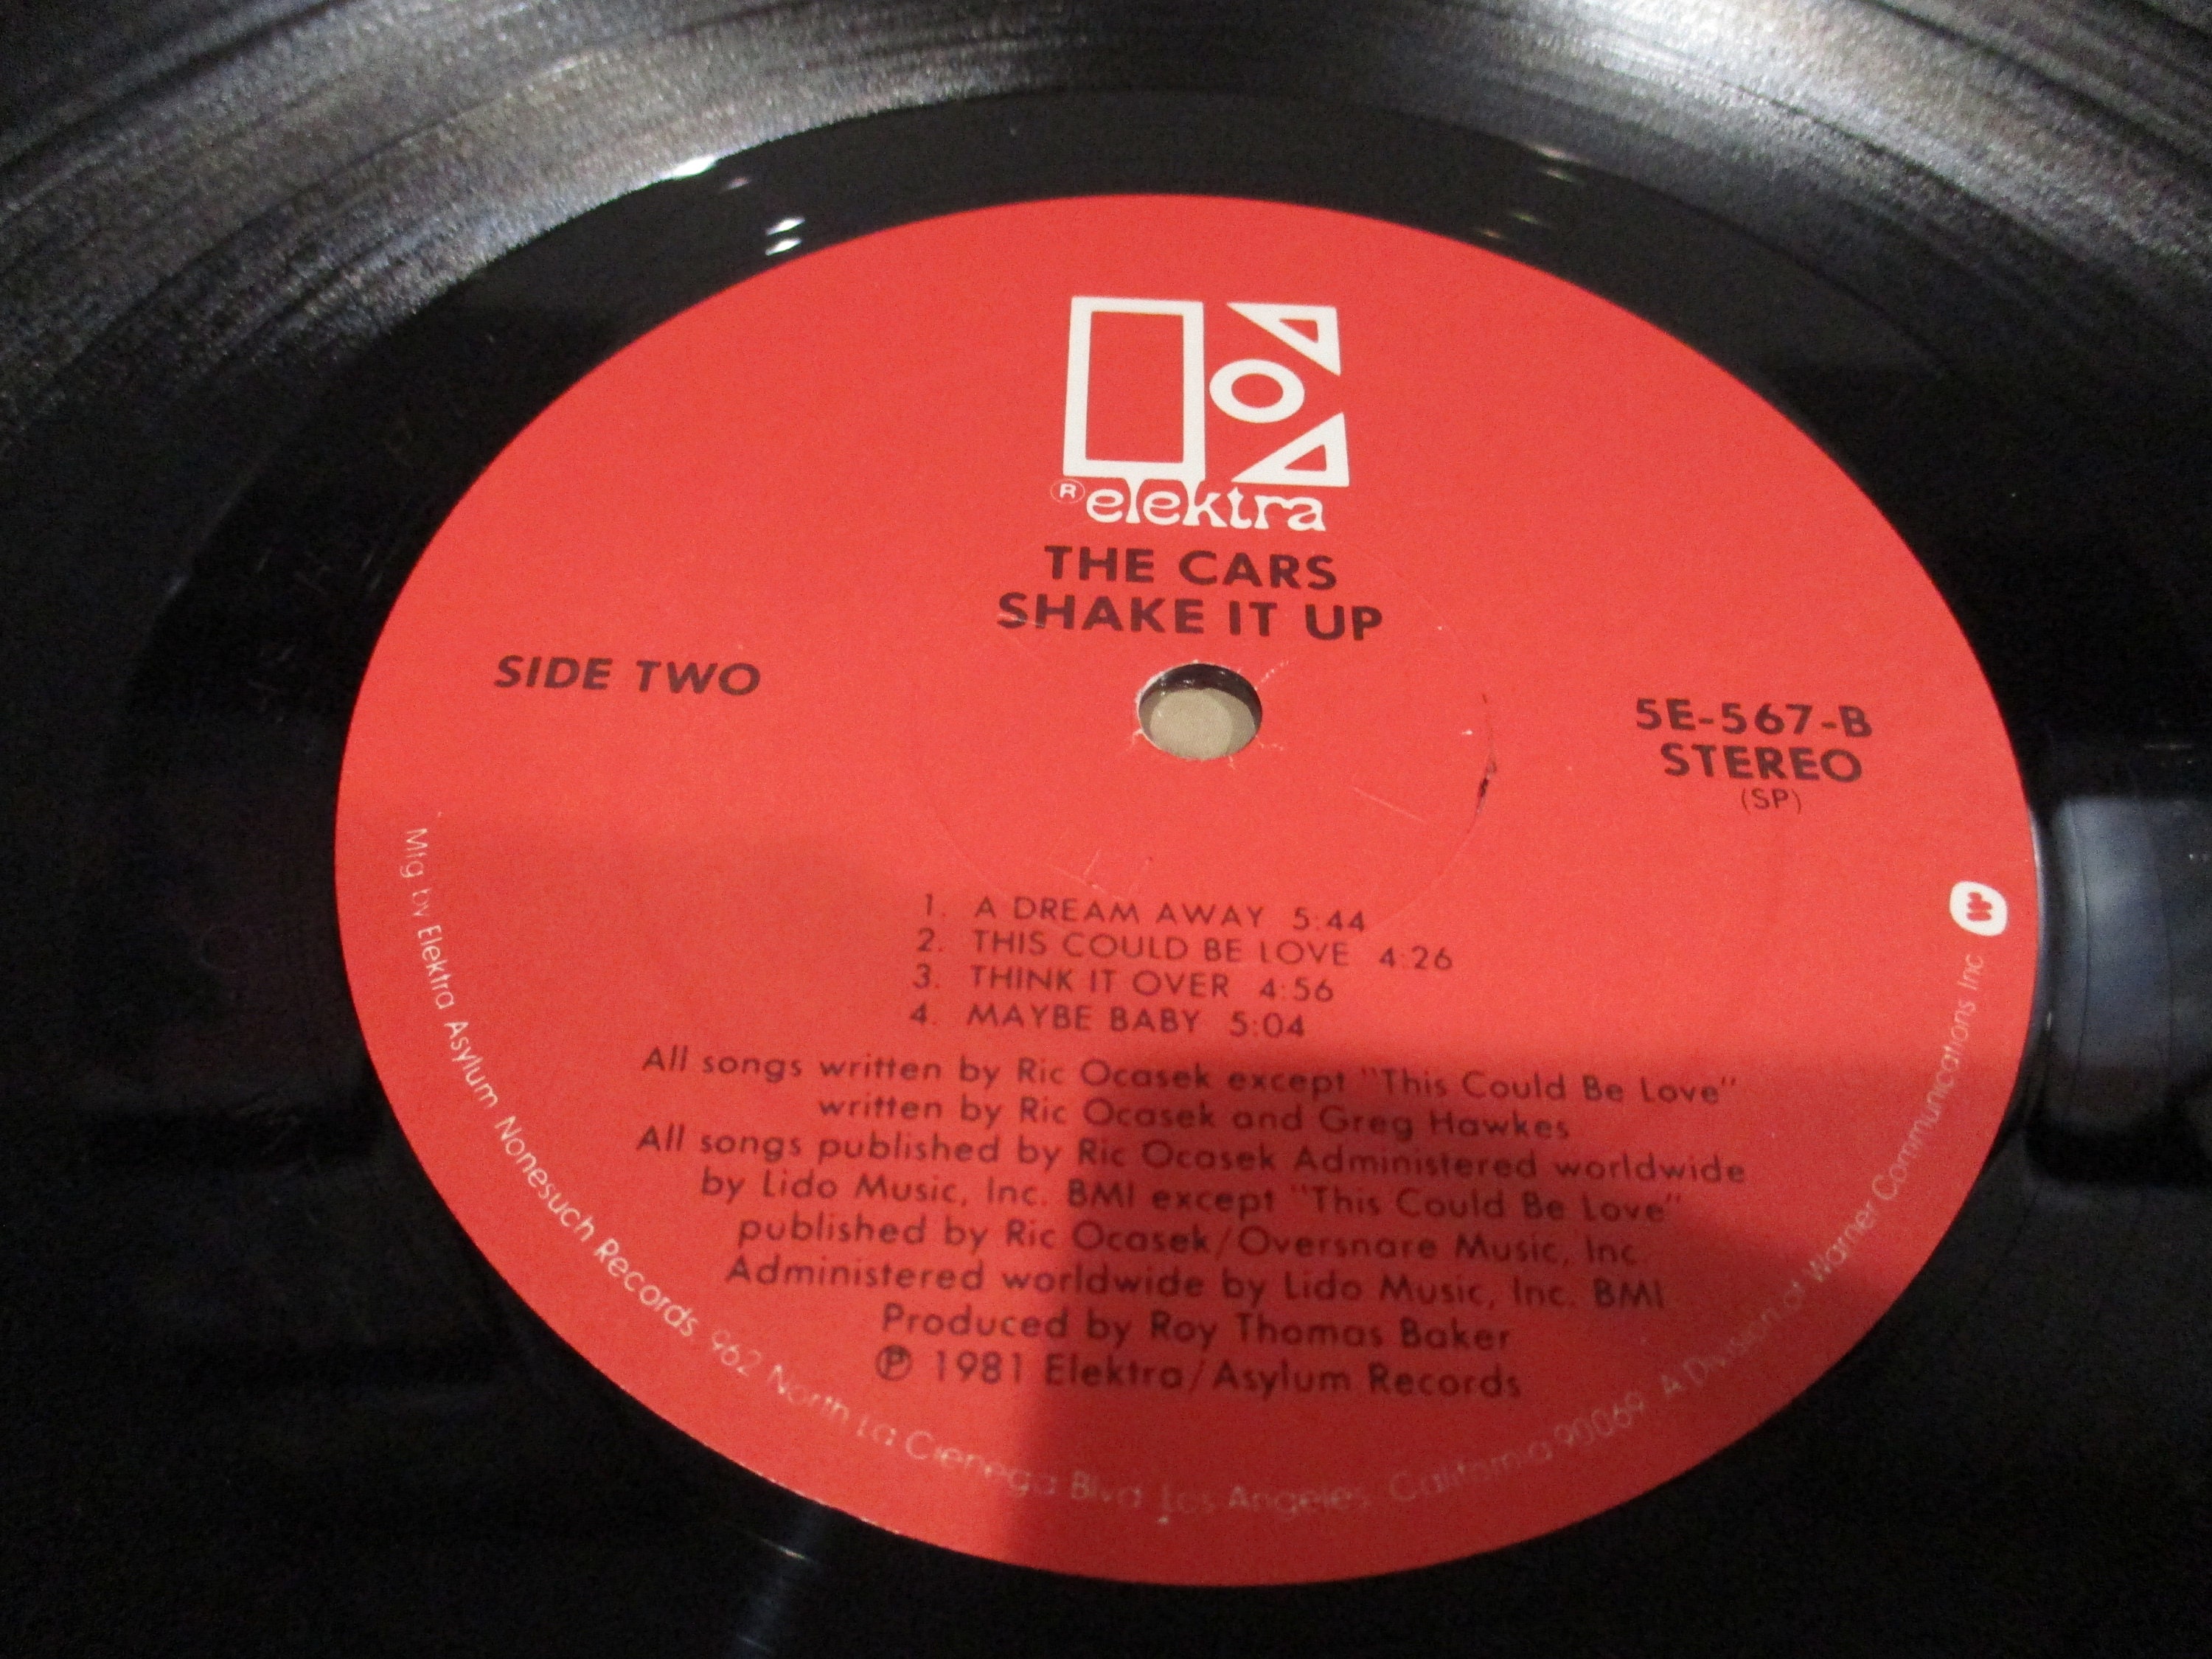 ® elektra
THE CARS
SHAKE IT UP
SIDE TWO
5E-567-B
STEREO
(SP)
1. A DREAM AWAY 5:44
2. THIS COULD BE LOVE 4:26
3. THINK IT OVER 4:56
4. MAYBE BABY 5:04
All songs written by Ric Ocasek except "This Could Be Love"
written by Ric Ocasek and Greg Hawkes
All songs published by Ric Ocasek Administered worldwide
by Lido Music, Inc. BMI except "This Could Be Love"
published by Ric Ocasek/Oversnare Music, Inc.
Administered worldwide by Lido Music, Inc. BMI
Produced by Roy Thomas Baker
℗ 1981 Elektra/Asylum Records
Mfg by Elektra Asylum Nonesuch Records 962 North La Cienega Blvd Los Angeles, California 90069 A Division of Warner Communications Inc